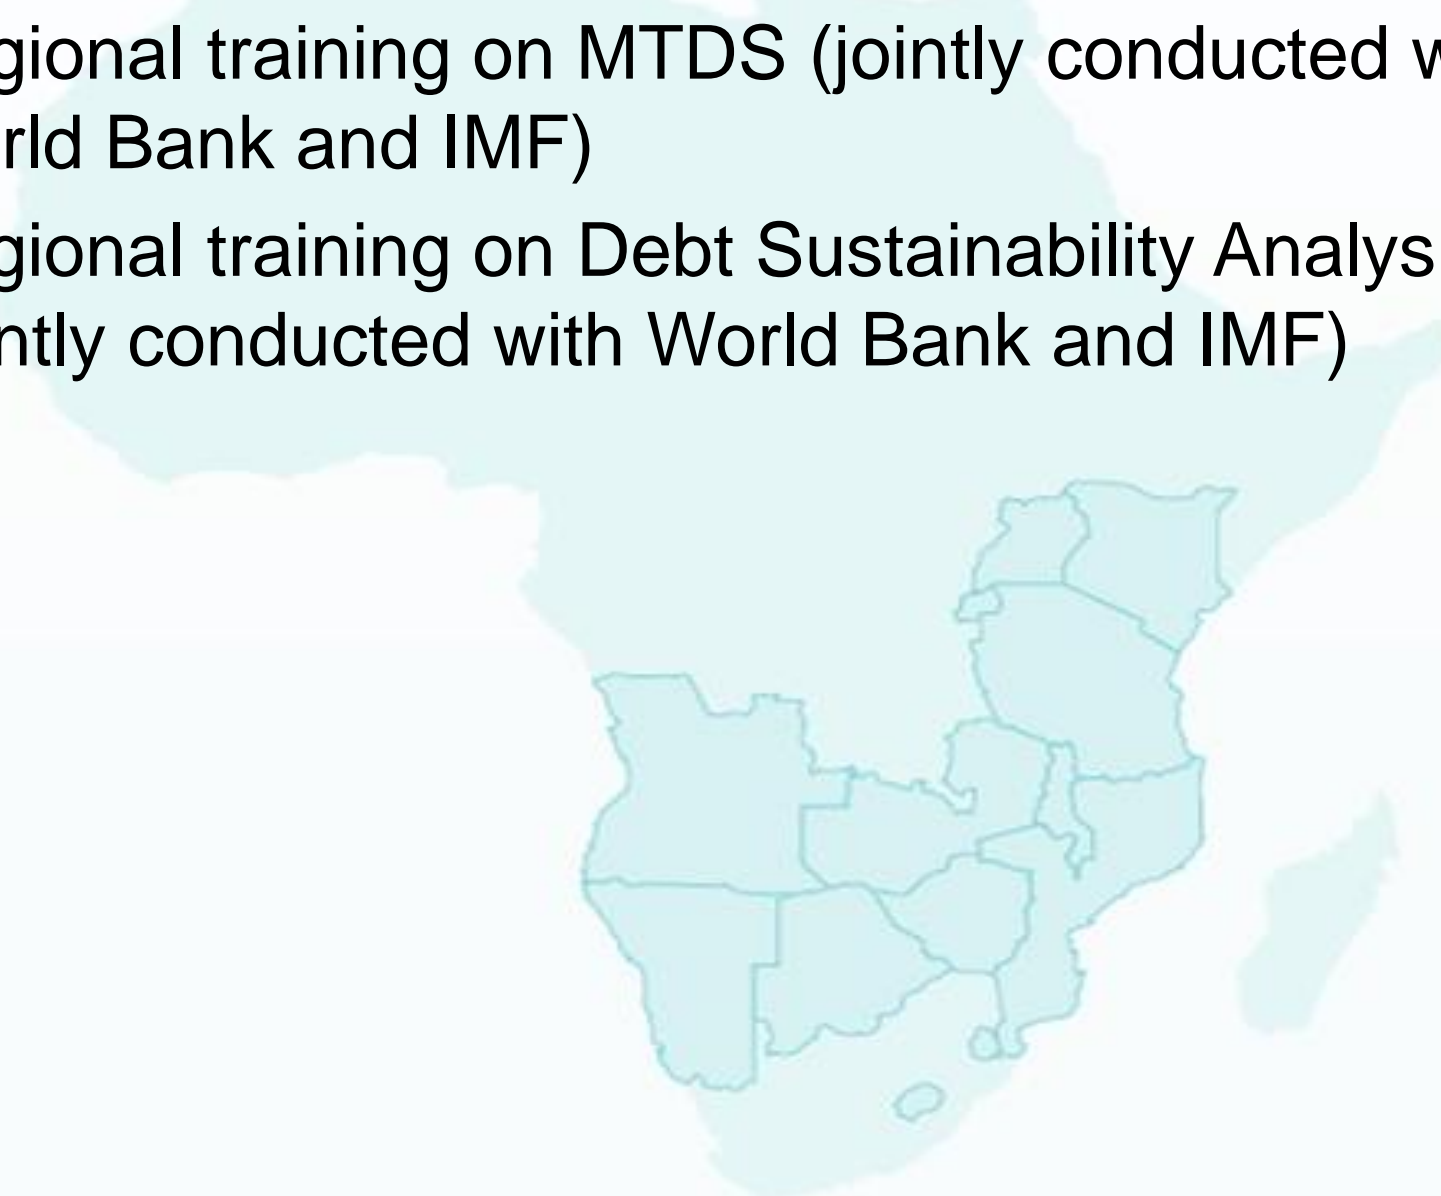 gional training on MTDS (jointly conducted w
rld Bank and IMF)
gional training on Debt Sustainability Analys
ntly conducted with World Bank and IMF)